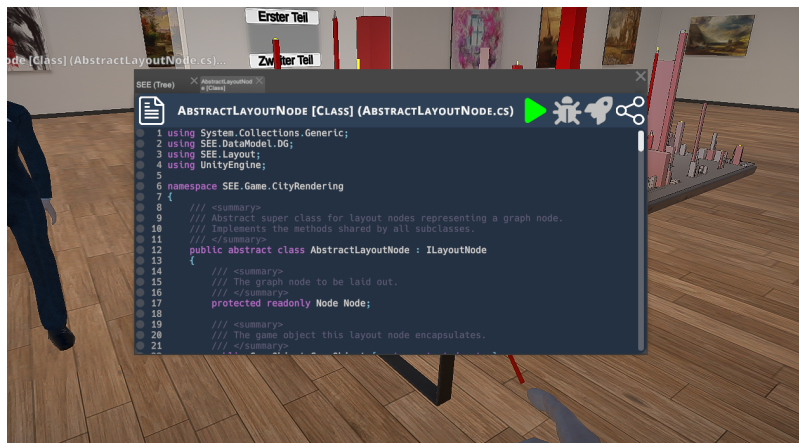 Erster Teil
Zweiter Teil
ode [Class] (AbstractLayoutNode.cs)...
SEE (Tree)
AbstractLayoutNod
e [Class]
AbstractLayoutNode [Class] (AbstractLayoutNode.cs)
1 using System.Collections.Generic;
2 using SEE.DataModel.DG;
3 using SEE.Layout;
4 using UnityEngine;
5
6 namespace SEE.Game.CityRendering
7 {
8 /// <summary>
9 /// Abstract super class for layout nodes representing a graph node.
10 /// Implements the methods shared by all subclasses.
11 /// </summary>
12 public abstract class AbstractLayoutNode : ILayoutNode
13 {
14 /// <summary>
15 /// The graph node to be laid out.
16 /// </summary>
17 protected readonly Node Node;
18
19 /// <summary>
20 /// The game object this layout node encapsulates.
21 /// </summary>